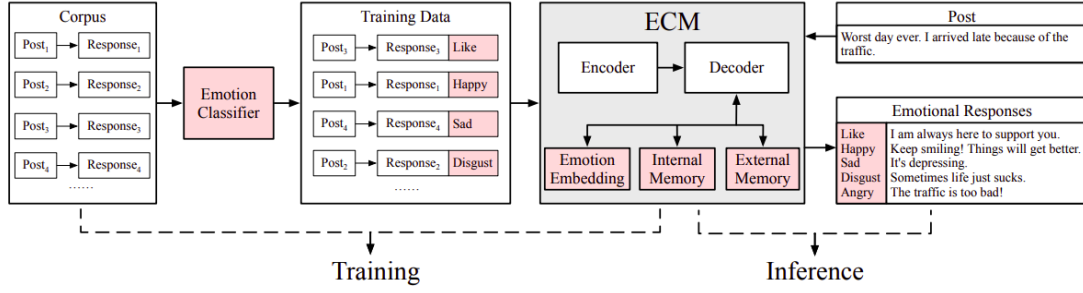 Corpus
Post1 Response1
Post2 Response2
Post3 Response3
Post4 Response4
......
Emotion
Classifier
Training Data
Post3 Response3 Like
Post1 Response1 Happy
Post4 Response4 Sad
Post2 Response2 Disgust
......
ECM
Encoder
Decoder
Emotion
Embedding
Internal
Memory
External
Memory
Post
Worst day ever. I arrived late because of the
traffic.
Emotional Responses
Like I am always here to support you.
Happy Keep smiling! Things will get better.
Sad It's depressing.
Disgust Sometimes life just sucks.
Angry The traffic is too bad!
Training
Inference